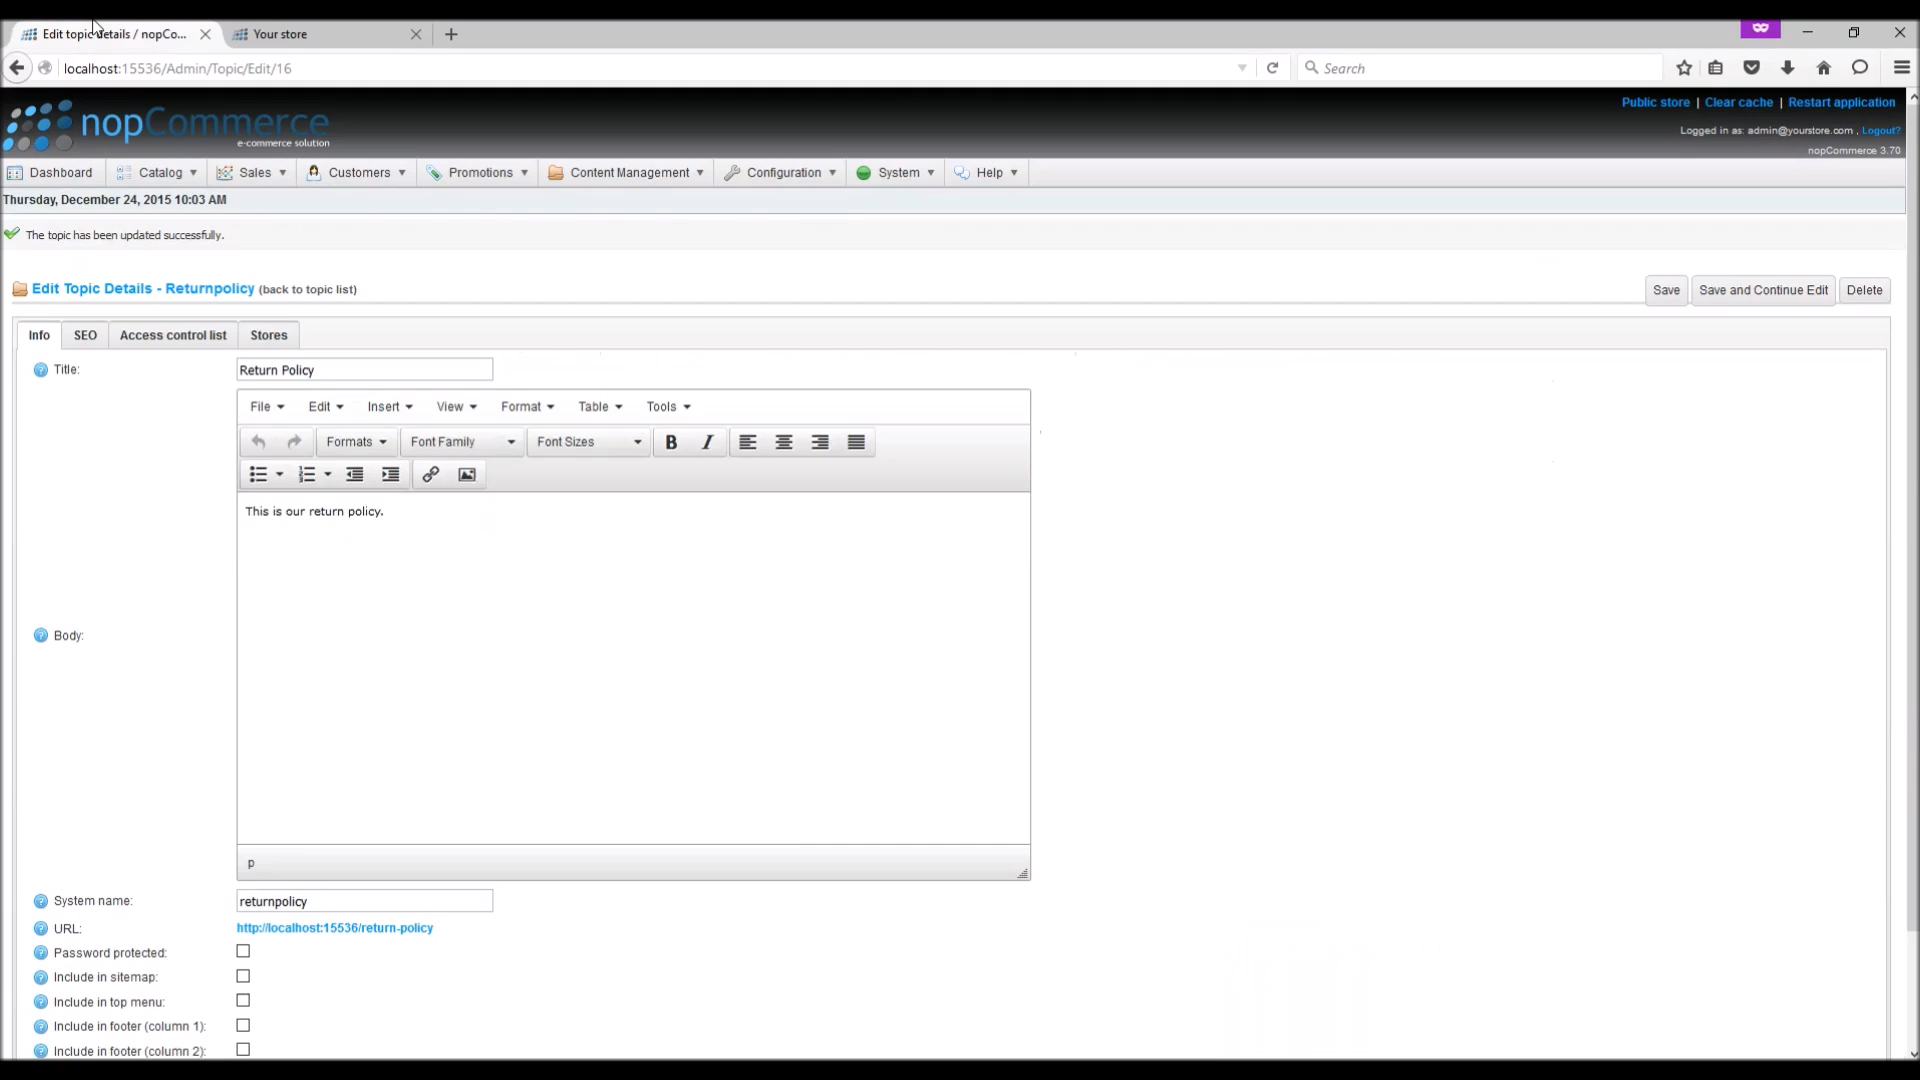 Edit topic details / nopCo...
Your store
localhost:15536/Admin/Topic/Edit/16
Search
nopCommerce
e-commerce solution
Public store | Clear cache | Restart application
Logged in as: admin@yourstore.com , Logout?
nopCommerce 3.70
Dashboard Catalog Sales Customers Promotions Content Management Configuration System Help
Thursday, December 24, 2015 10:03 AM
The topic has been updated successfully.
Edit Topic Details - Returnpolicy (back to topic list)
Save Save and Continue Edit Delete
Info SEO Access control list Stores
Title: Return Policy
File Edit Insert View Format Table Tools
Formats Font Family Font Sizes B I
This is our return policy.
Body:
p
System name: returnpolicy
URL: http://localhost:15536/return-policy
Password protected:
Include in sitemap:
Include in top menu:
Include in footer (column 1):
Include in footer (column 2):